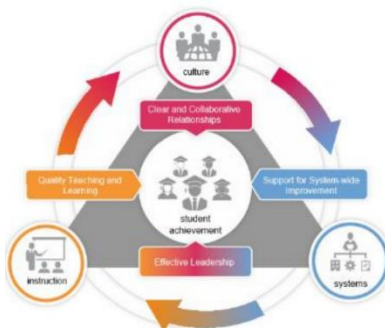 culture
Clear and Collaborative
Relationships
Quality Teaching and
Learning
Support for System-wide
Improvement
student
achievement
Effective Leadership
instruction
systems